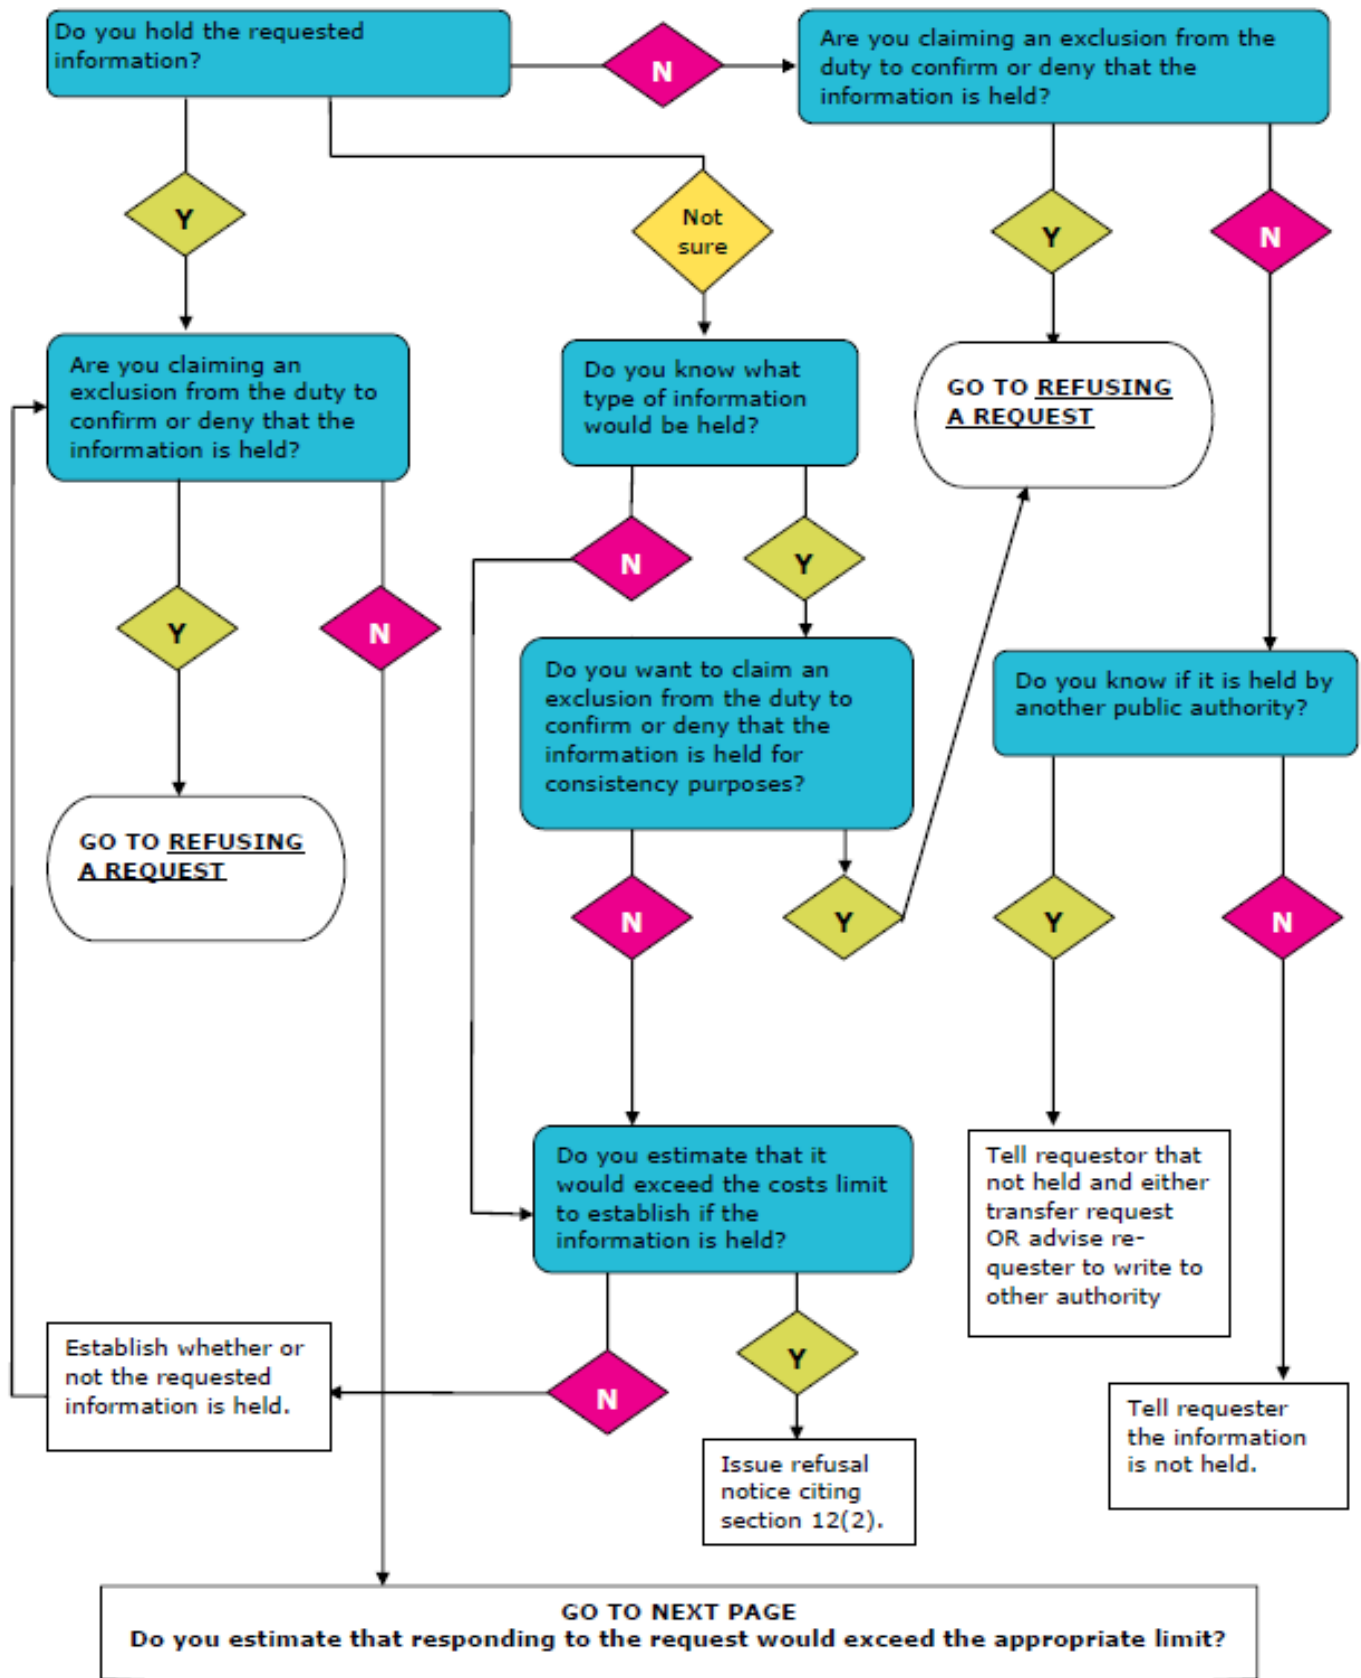 Do you hold the requested
information?
N
Are you claiming an exclusion from the
duty to confirm or deny that the
information is held?
Y
Not
sure
Y
N
Are you claiming an
exclusion from the duty to
confirm or deny that the
information is held?
Do you know what
type of information
would be held?
GO TO REFUSING
A REQUEST
N
Y
Y
N
Do you want to claim an
exclusion from the duty to
confirm or deny that the
information is held for
consistency purposes?
Do you know if it is held by
another public authority?
GO TO REFUSING
A REQUEST
N
Y
Y
N
Do you estimate that it
would exceed the costs limit
to establish if the
information is held?
Tell requestor that
not held and either
transfer request
OR advise re-
quester to write to
other authority
Establish whether or
not the requested
information is held.
N
Y
Tell requester
the information
is not held.
Issue refusal
notice citing
section 12(2).
GO TO NEXT PAGE
Do you estimate that responding to the request would exceed the appropriate limit?